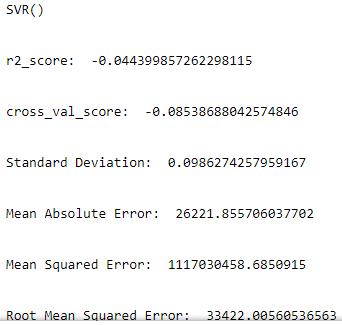 SVR()
r2_score:  -0.044399857262298115
cross_val_score:  -0.08538688042574846
Standard Deviation:  0.0986274257959167
Mean Absolute Error:  26221.855706037702
Mean Squared Error:  1117030458.6850915
Root Mean Squared Error:  33422.00560536563